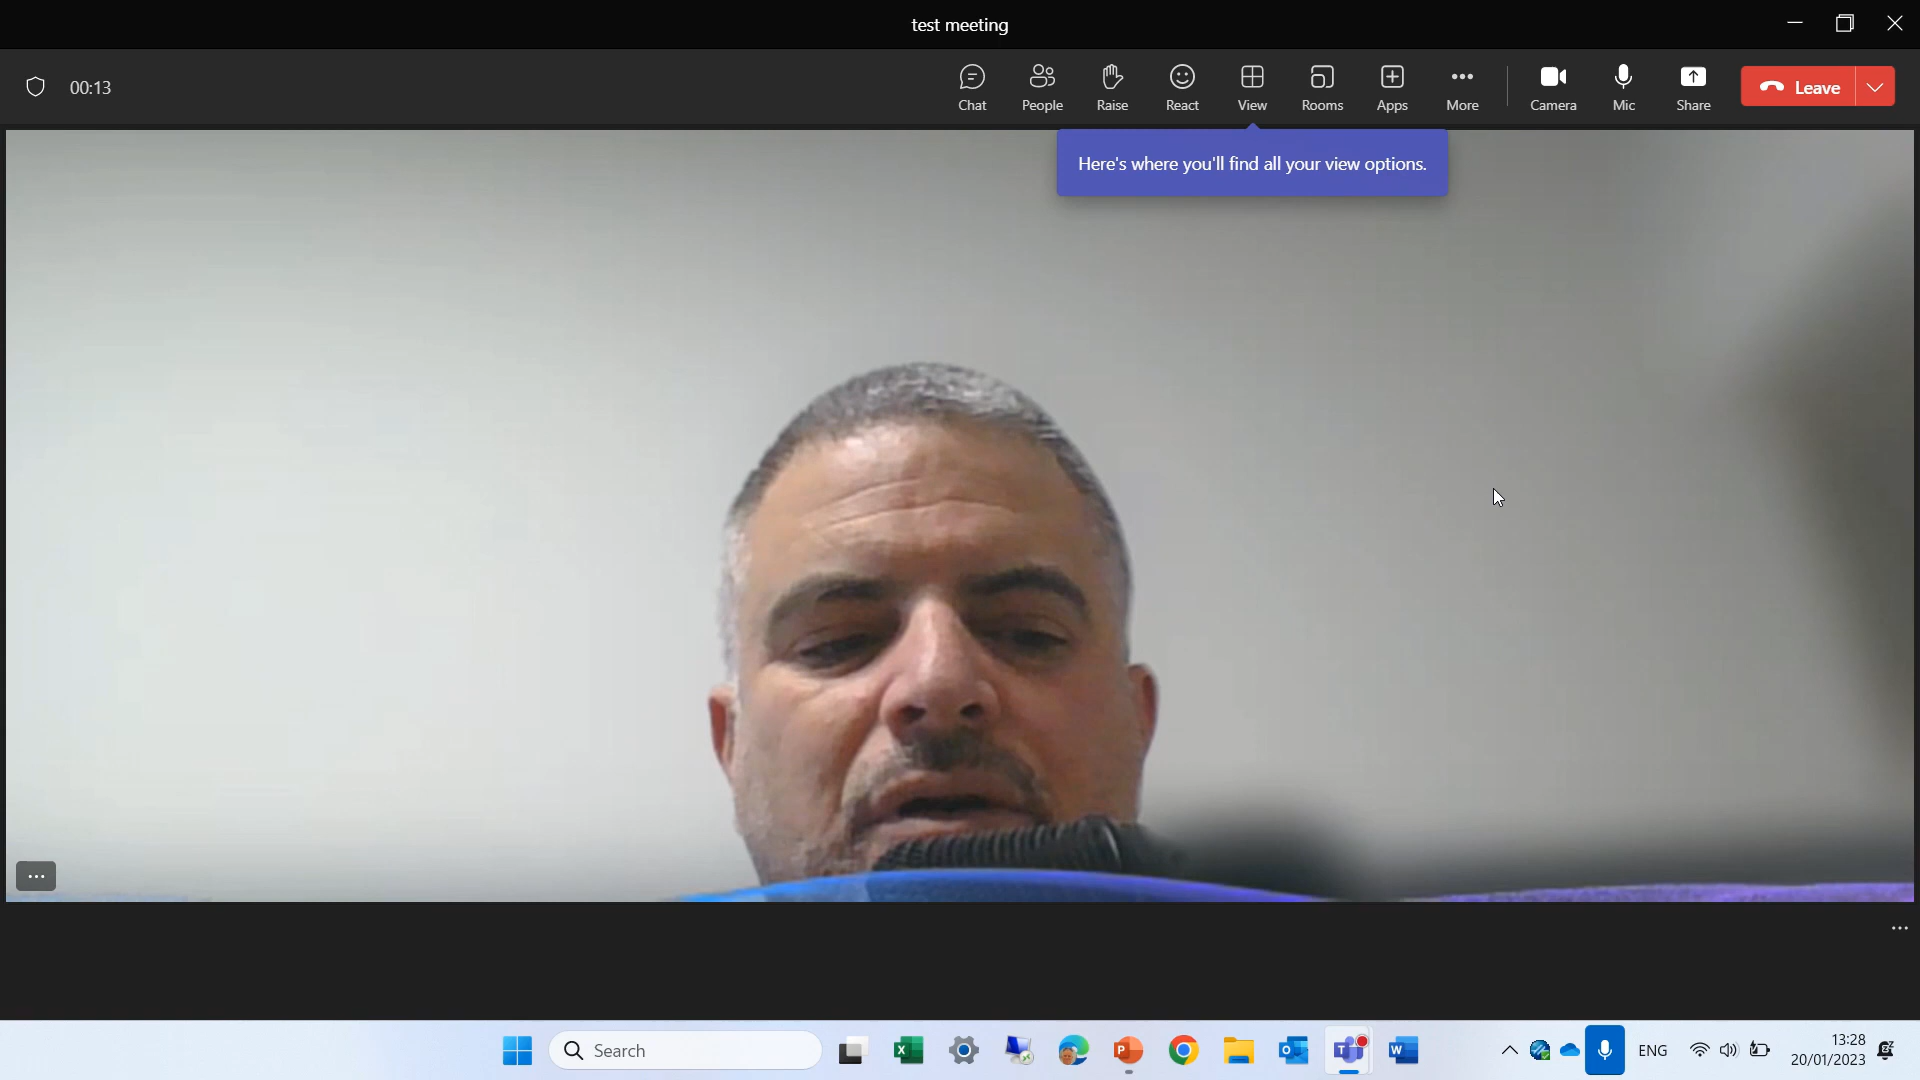 test meeting
00:13
Chat
People
Raise
React
View
Rooms
Apps
More
Camera
Mic
Share
Leave
Here's where you'll find all your view options.
Search
ENG
13:28
20/01/2023